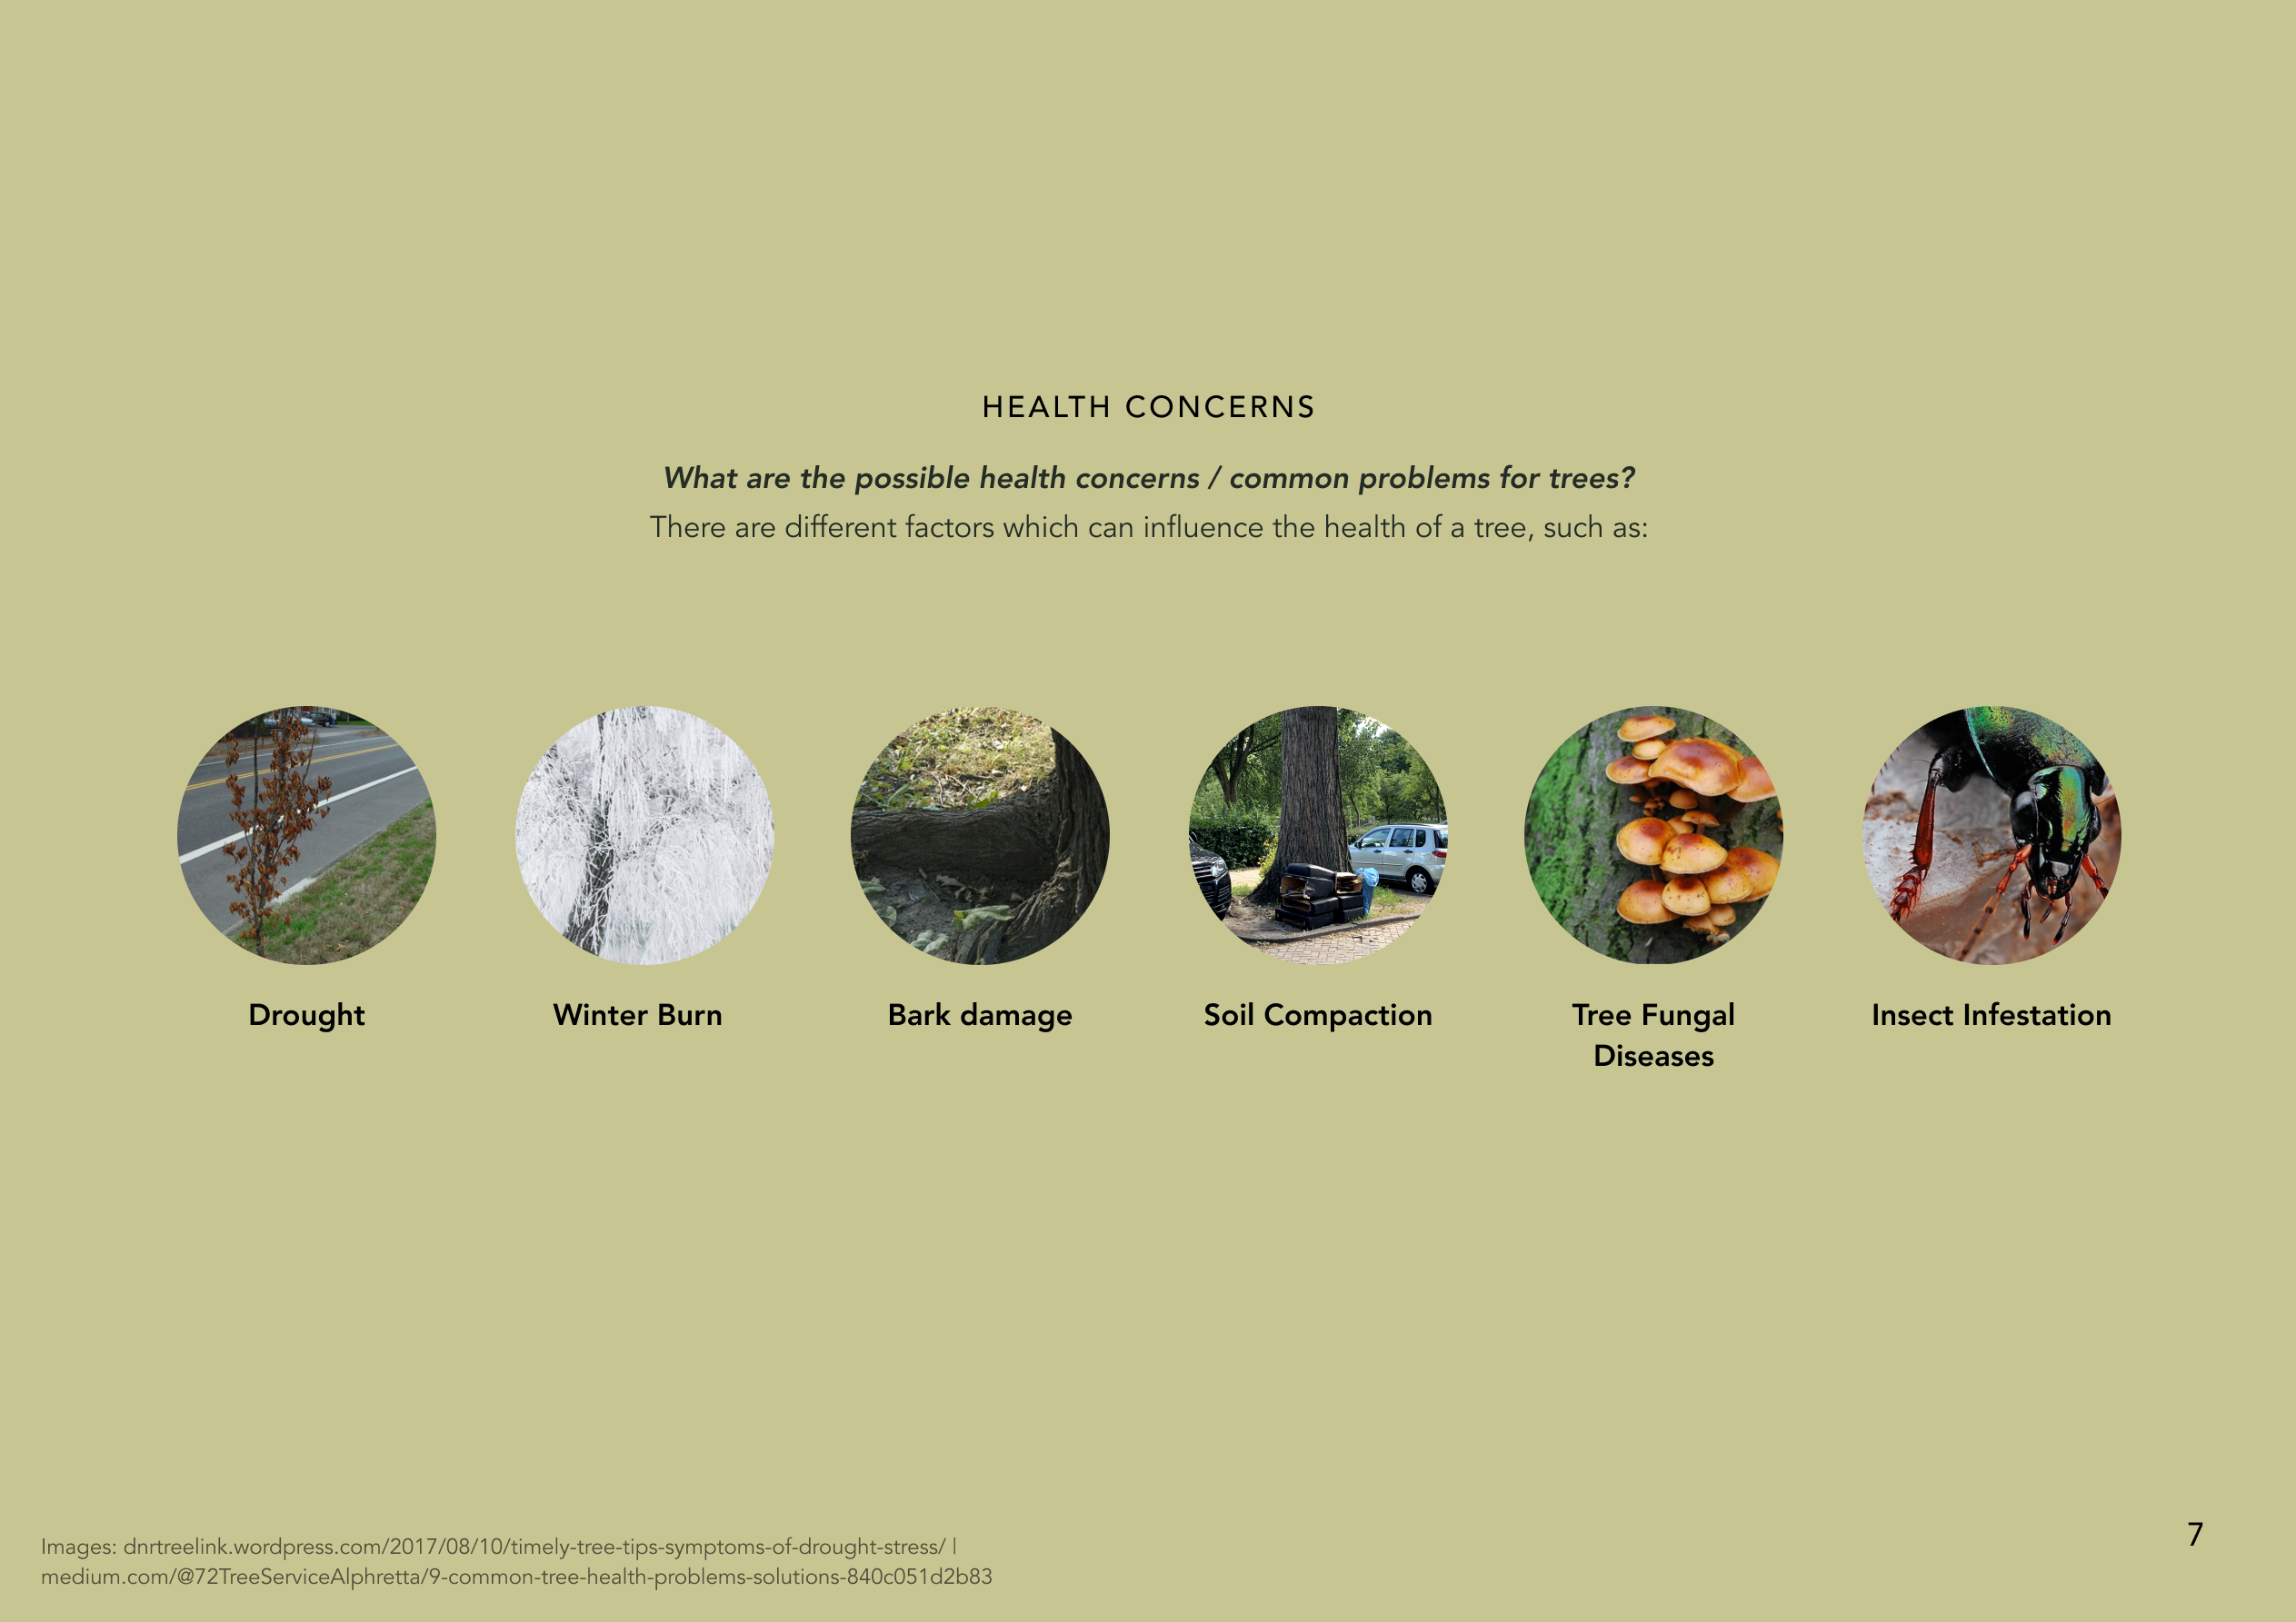 HEALTH CONCERNS
What are the possible health concerns / common problems for trees?
There are different factors which can influence the health of a tree, such as:
Drought
Winter Burn
Bark damage
Soil Compaction
Tree Fungal
Diseases
Insect Infestation
Images: dnrtreelink.wordpress.com/2017/08/10/timely-tree-tips-symptoms-of-drought-stress/ |
medium.com/@72TreeServiceAlphretta/9-common-tree-health-problems-solutions-840c051d2b83
7